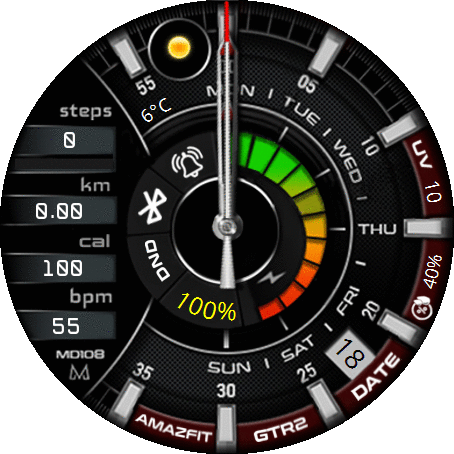 55
05
6°C
MON | TUE | WED | THU | FRI | SAT | SUN
steps
0
km
0.00
cal
100
bpm
55
MD108
DND
100%
10
UV 10
40%
20
18
DATE
25
30
35
AMAZFIT
GTR2